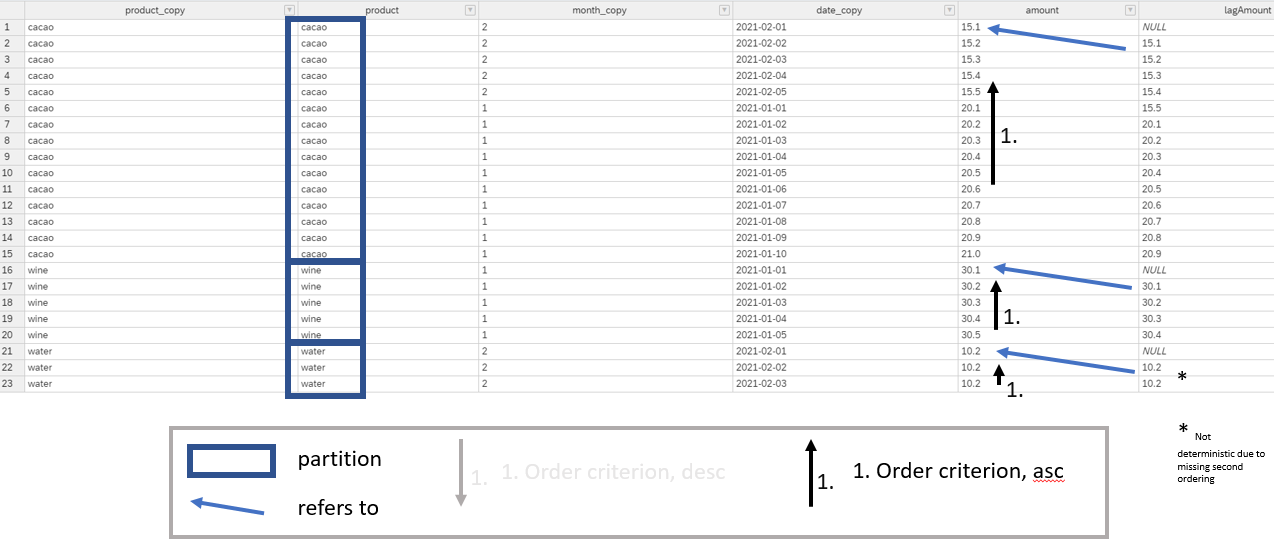 product_copy product month_copy date_copy amount lagAmount
1 cacao cacao 2 2021-02-01 15.1 NULL
2 cacao cacao 2 2021-02-02 15.2 15.1
3 cacao cacao 2 2021-02-03 15.3 15.2
4 cacao cacao 2 2021-02-04 15.4 15.3
5 cacao cacao 2 2021-02-05 15.5 15.4
6 cacao cacao 1 2021-01-01 20.1 15.5
7 cacao cacao 1 2021-01-02 20.2 20.1
8 cacao cacao 1 2021-01-03 20.3 1. 20.2
9 cacao cacao 1 2021-01-04 20.4 20.3
10 cacao cacao 1 2021-01-05 20.5 20.4
11 cacao cacao 1 2021-01-06 20.6 20.5
12 cacao cacao 1 2021-01-07 20.7 20.6
13 cacao cacao 1 2021-01-08 20.8 20.7
14 cacao cacao 1 2021-01-09 20.9 20.8
15 cacao cacao 1 2021-01-10 21.0 20.9
16 wine wine 1 2021-01-01 30.1 NULL
17 wine wine 1 2021-01-02 30.2 30.1
18 wine wine 1 2021-01-03 30.3 30.2
19 wine wine 1 2021-01-04 30.4 1. 30.3
20 wine wine 1 2021-01-05 30.5 30.4
21 water water 2 2021-02-01 10.2 NULL
22 water water 2 2021-02-02 10.2 10.2 *
23 water water 2 2021-02-03 10.2 1. 10.2
partition
refers to
1. 1. Order criterion, desc
1. 1. Order criterion, asc
* Not
deterministic due to
missing second
ordering